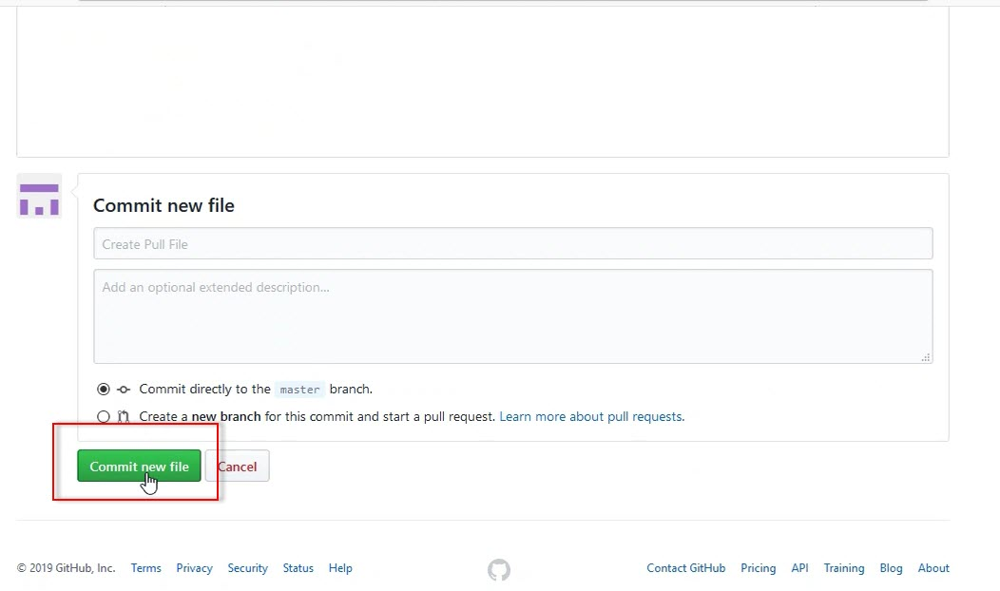 Commit new file
Create Pull File
Add an optional extended description...
Commit directly to the master branch.
Create a new branch for this commit and start a pull request. Learn more about pull requests.
Commit new file
Cancel
© 2019 GitHub, Inc. Terms Privacy Security Status Help Contact GitHub Pricing API Training Blog About